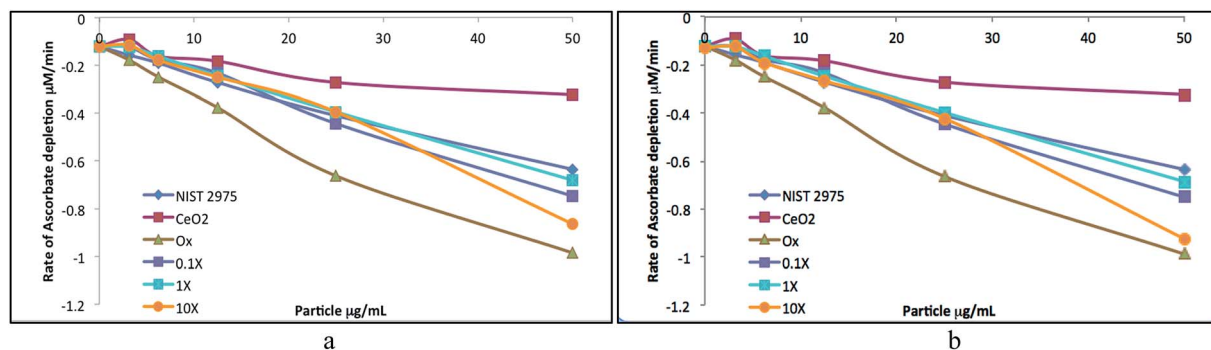 0
0 10 20 30 40 50
-0.2
-0.4
-0.6
-0.8
-1
-1.2
Rate of Ascorbate depletion µM/min
NIST 2975
CeO2
Ox
0.1X
1X
10X
Particle µg/mL
a
0
0 10 20 30 40 50
-0.2
-0.4
-0.6
-0.8
-1
-1.2
Rate of Ascorbate depletion µM/min
NIST 2975
CeO2
Ox
0.1X
1X
10X
Particle µg/mL
b